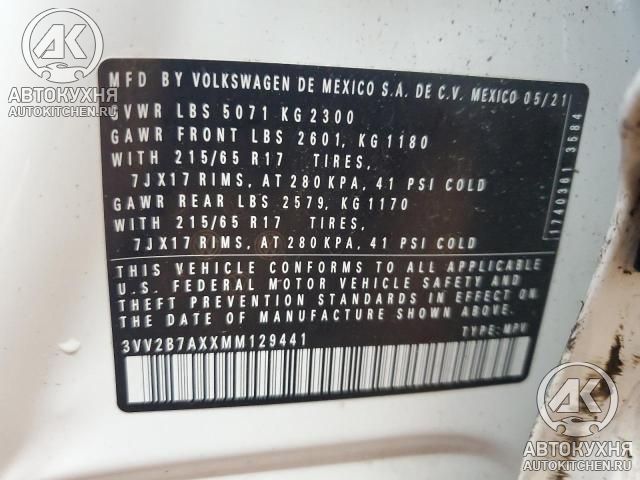 AK
АВТОКУХНЯ
AUTOKITCHEN.RU
MFD BY VOLKSWAGEN DE MEXICO S.A. DE C.V. MEXICO 05/21
GVWR LBS 5071 KG 2300
GAWR FRONT LBS 2601, KG 1180
WITH 215/65 R17 TIRES,
7JX17 RIMS, AT 280 KPA, 41 PSI COLD
GAWR REAR LBS 2579, KG 1170
WITH 215/65 R17 TIRES,
7JX17 RIMS, AT 280 KPA, 41 PSI COLD
THIS VEHICLE CONFORMS TO ALL APPLICABLE
U.S. FEDERAL MOTOR VEHICLE SAFETY AND
THEFT PREVENTION STANDARDS IN EFFECT ON
THE DATE OF MANUFACTURE SHOWN ABOVE.
3VV2B7AXXMM129441
TYPE: MPV
1740361 3584
AK
АВТОКУХНЯ
AUTOKITCHEN.RU